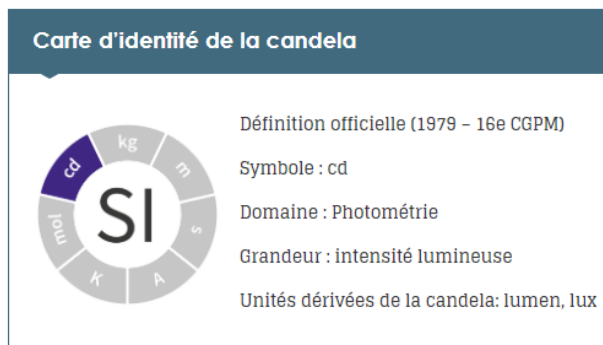 Carte d'identité de la candela
Définition officielle (1979 – 16e CGPM)
Symbole : cd
Domaine : Photométrie
Grandeur : intensité lumineuse
Unités dérivées de la candela: lumen, lux
SI
cd
kg
m
s
A
K
mol